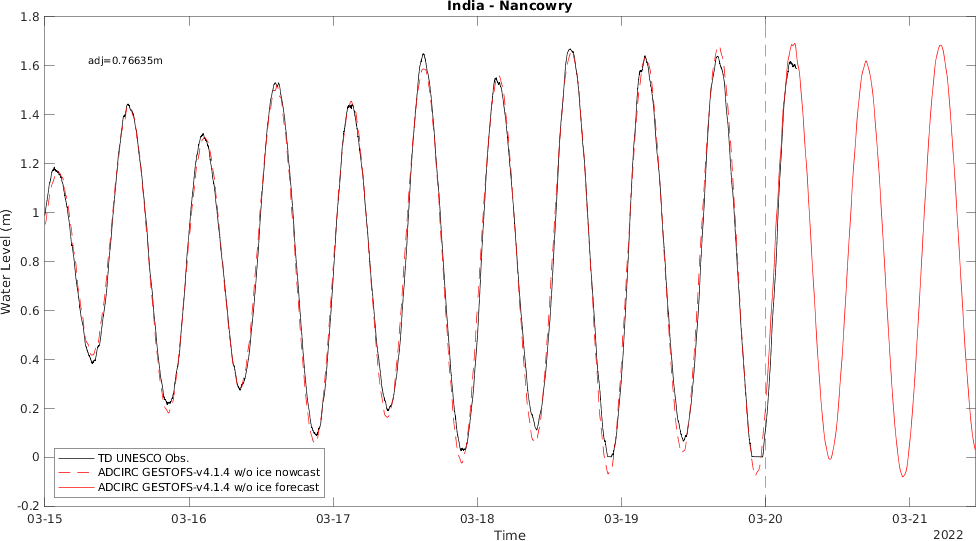 India - Nancowry
1.8
1.6
1.4
1.2
1
0.8
0.6
0.4
0.2
0
-0.2
Water Level (m)
adj=0.76635m
TD UNESCO Obs.
ADCIRC GESTOFS-v4.1.4 w/o ice nowcast
ADCIRC GESTOFS-v4.1.4 w/o ice forecast
03-15 03-16 03-17 03-18 03-19 03-20 03-21
Time
2022